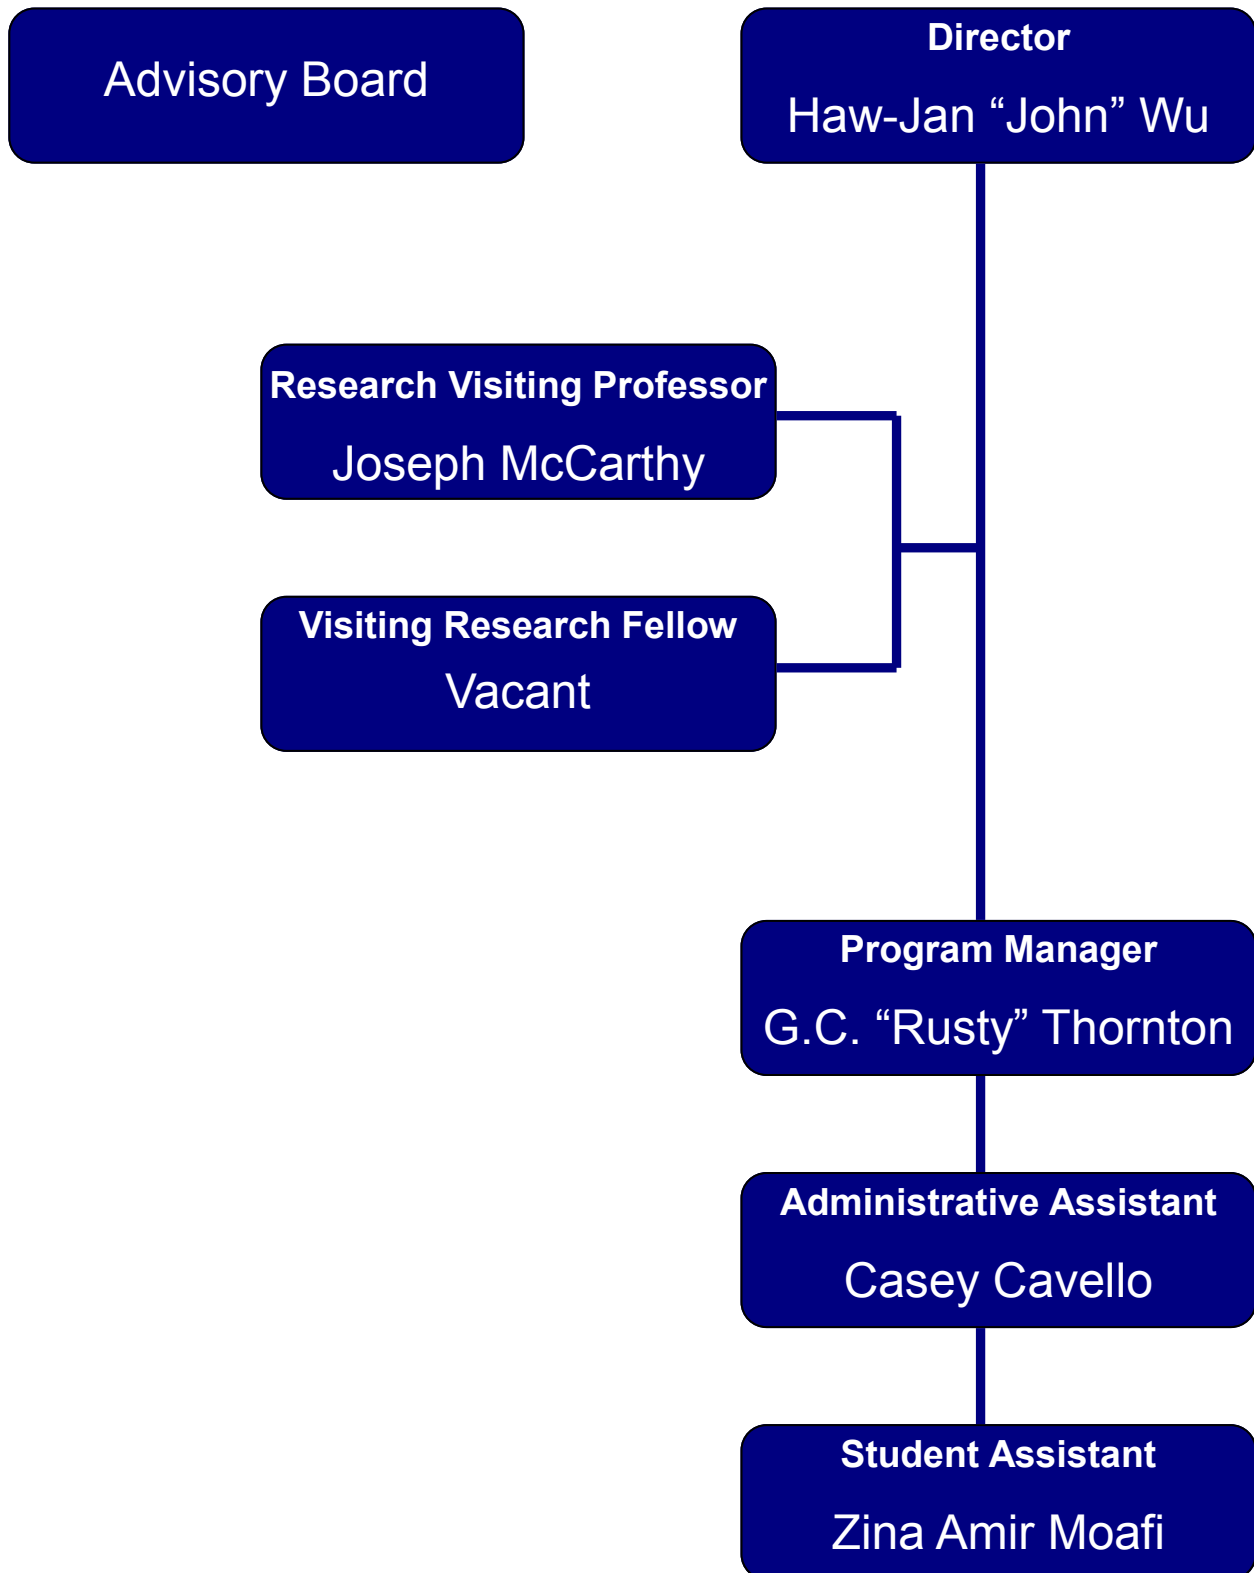 Advisory Board
Director
Haw-Jan “John” Wu
Research Visiting Professor
Joseph McCarthy
Visiting Research Fellow
Vacant
Program Manager
G.C. “Rusty” Thornton
Administrative Assistant
Casey Cavello
Student Assistant
Zina Amir Moafi